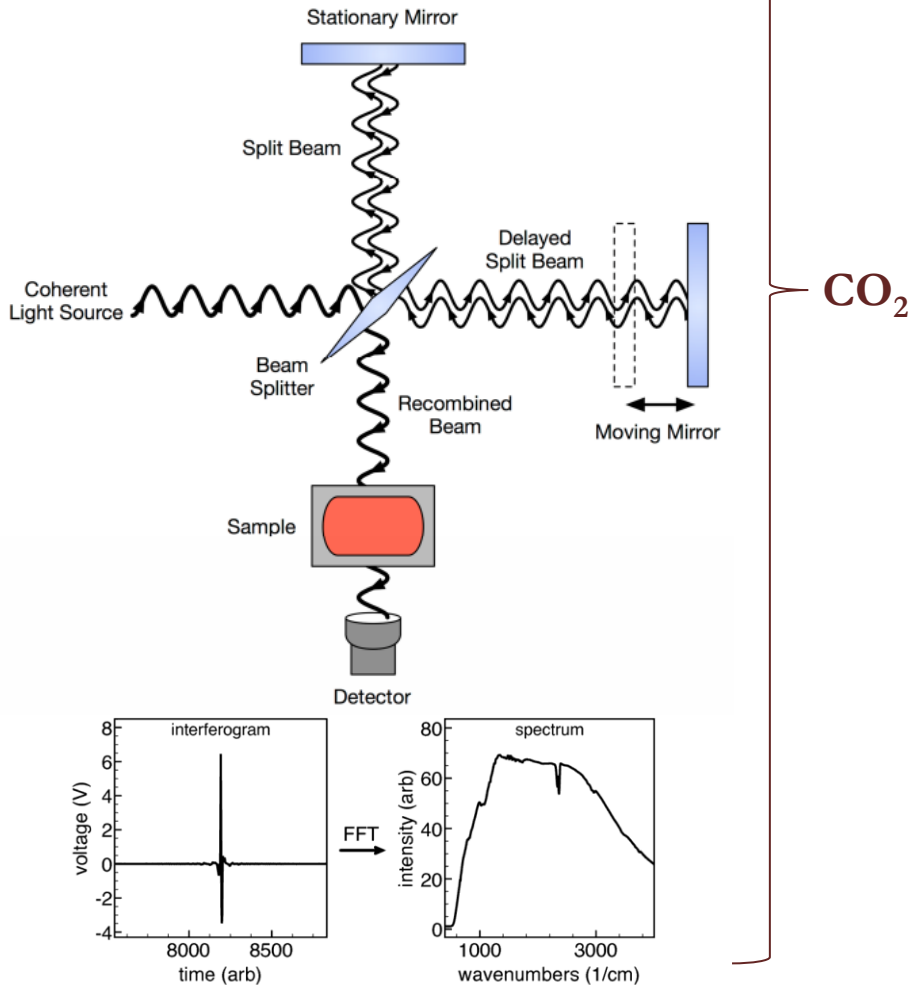 Stationary Mirror
Split Beam
Delayed
Split Beam
Coherent
Light Source
CO₂
Beam
Splitter
Recombined
Beam
Moving Mirror
Sample
Detector
interferogram
8
6
4
2
0
-2
-4
voltage (V)
8000 8500
time (arb)
FFT
spectrum
80
60
40
20
0
intensity (arb)
1000 3000
wavenumbers (1/cm)